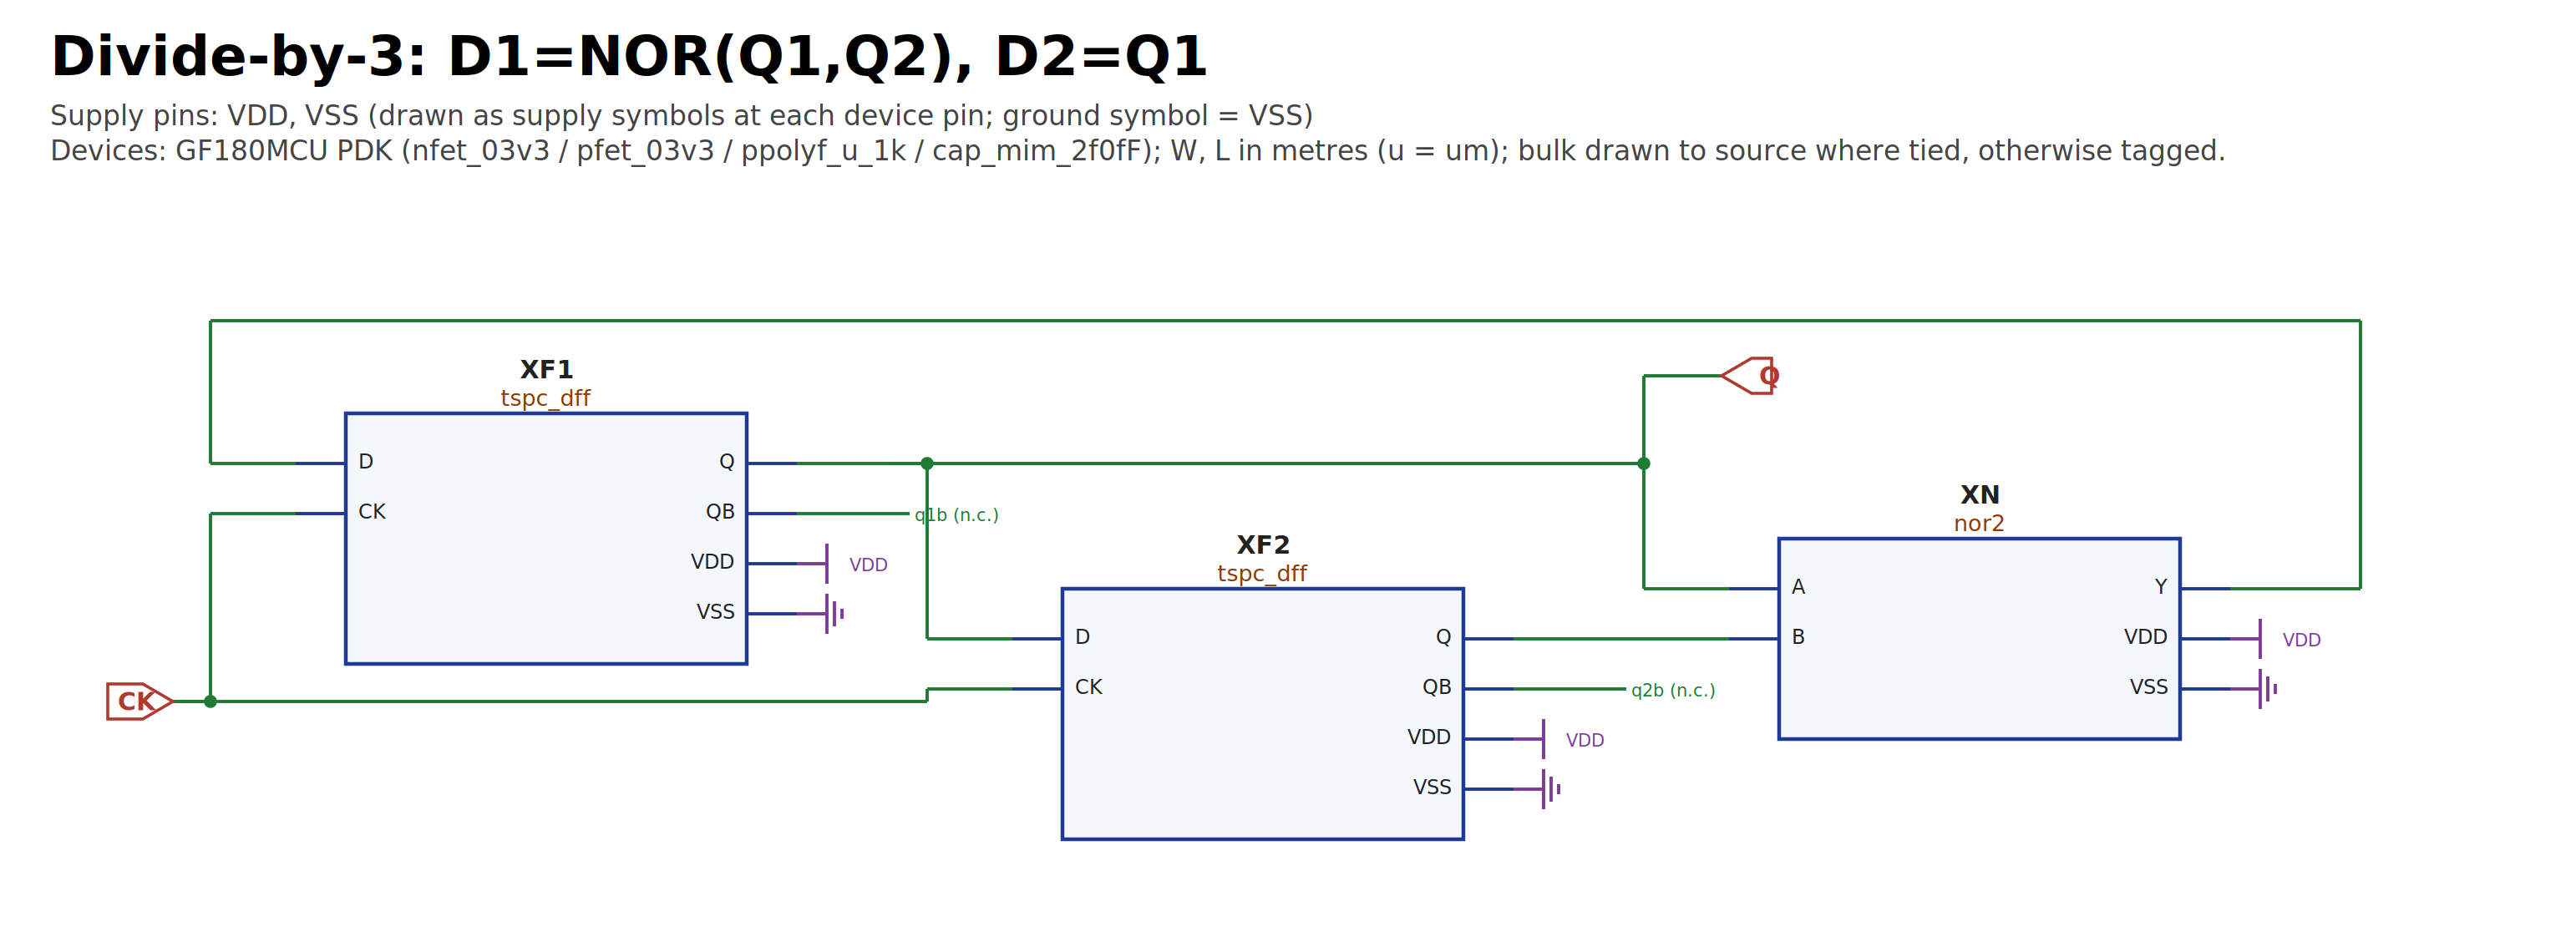 Divide-by-3: D1=NOR(Q1,Q2), D2=Q1
Supply pins: VDD, VSS (drawn as supply symbols at each device pin; ground symbol = VSS)
Devices: GF180MCU PDK (nfet_03v3 / pfet_03v3 / ppolyf_u_1k / cap_mim_2f0fF); W, L in metres (u = um); bulk drawn to source where tied, otherwise tagged.
XF1
tspc_dff
D
CK
Q
QB
VDD
VSS
q1b (n.c.)
VDD
CK
XF2
tspc_dff
D
CK
Q
QB
VDD
VSS
q2b (n.c.)
VDD
Q
XN
nor2
A
B
Y
VDD
VSS
VDD